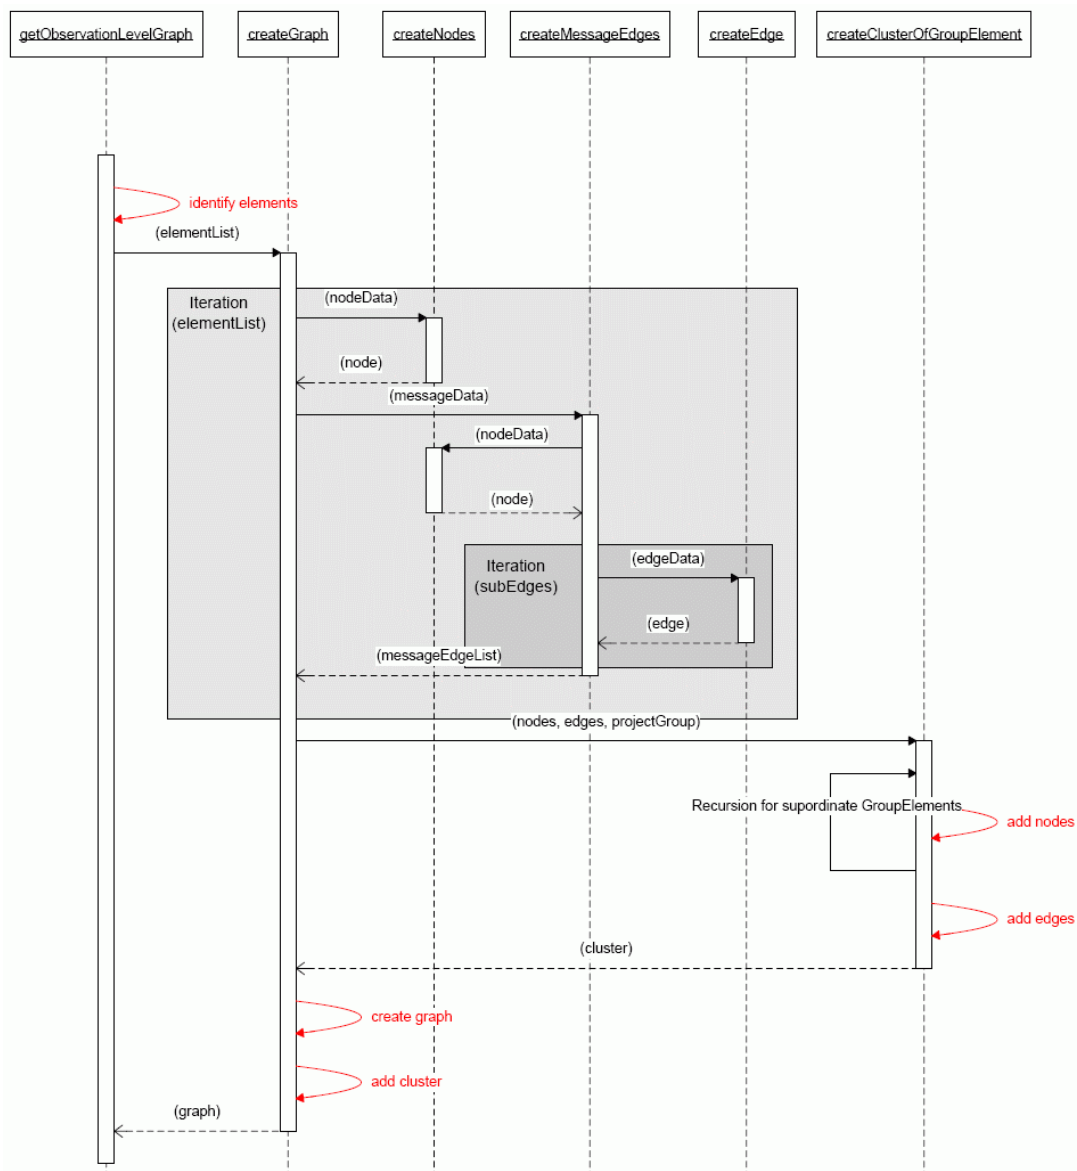 getObservationLevelGraph
createGraph
createNodes
createMessageEdges
createEdge
createClusterOfGroupElement
identify elements
(elementList)
Iteration
(elementList)
(nodeData)
(node)
(messageData)
(nodeData)
(node)
Iteration
(subEdges)
(edgeData)
(edge)
(messageEdgeList)
(nodes, edges, projectGroup)
Recursion for supordinate GroupElements
add nodes
add edges
(cluster)
create graph
add cluster
(graph)